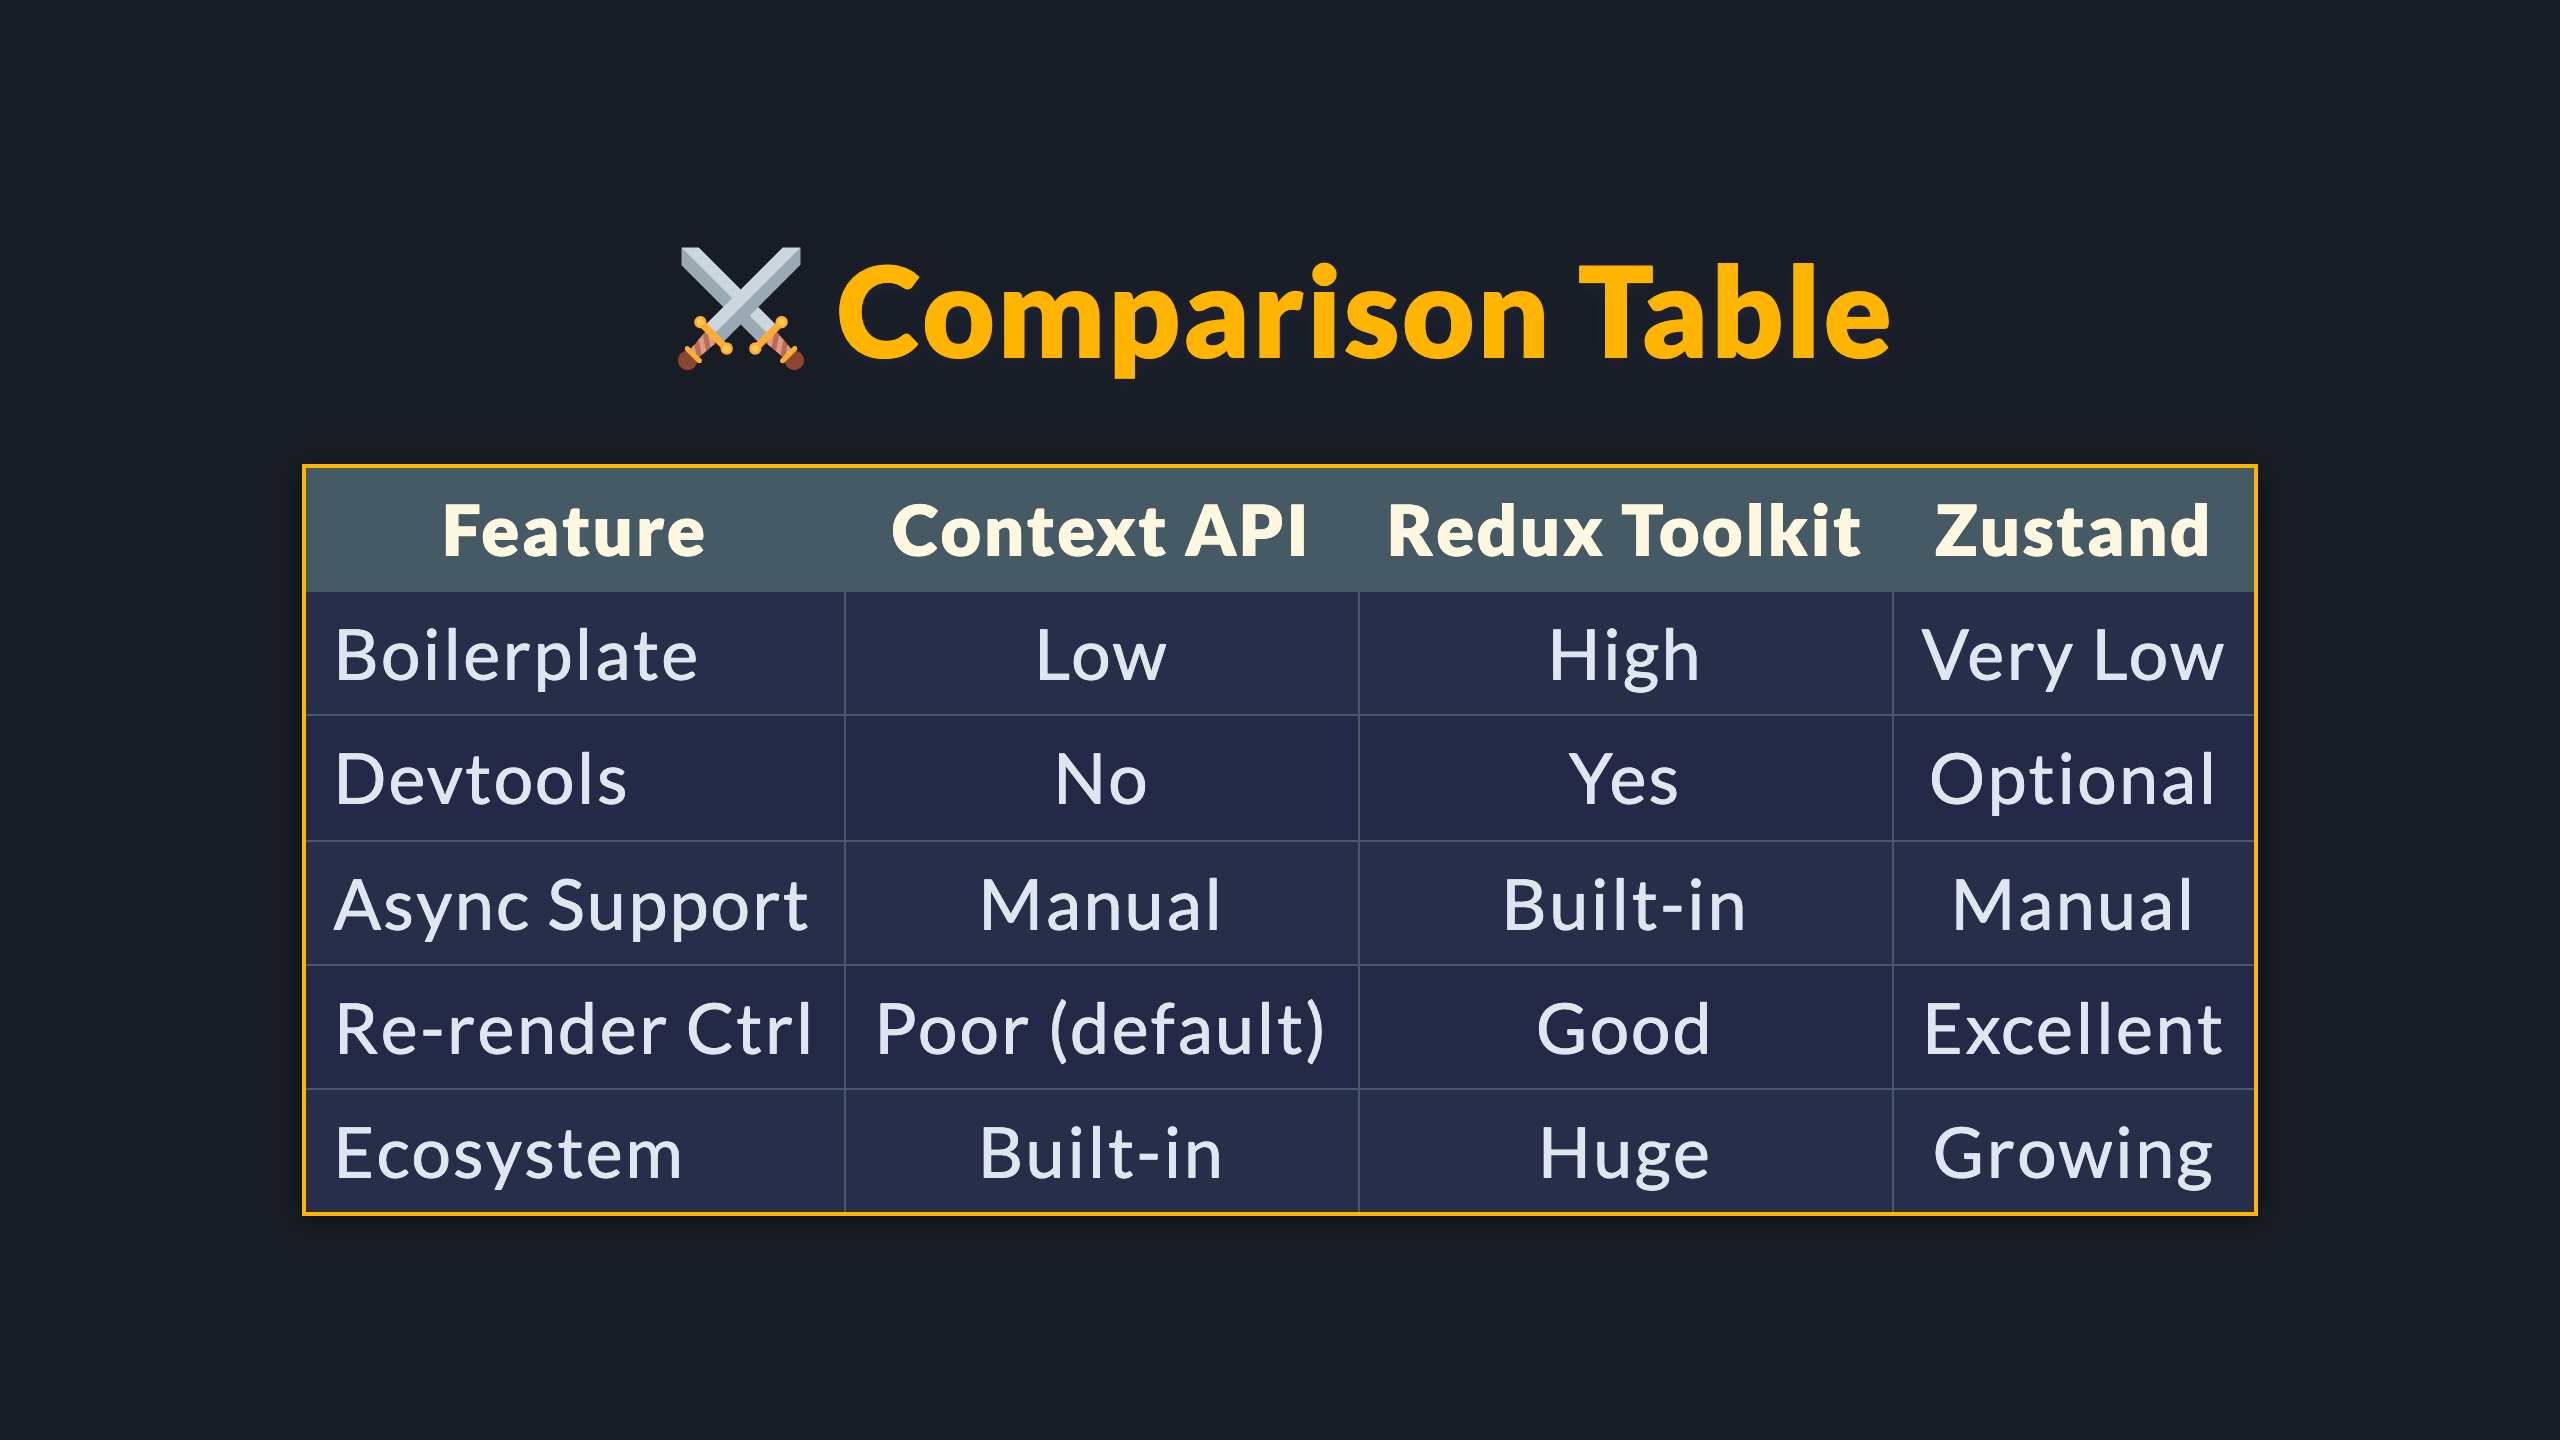 ⚔️ Comparison Table
Feature Context API Redux Toolkit Zustand
Boilerplate Low High Very Low
Devtools No Yes Optional
Async Support Manual Built-in Manual
Re-render Ctrl Poor (default) Good Excellent
Ecosystem Built-in Huge Growing